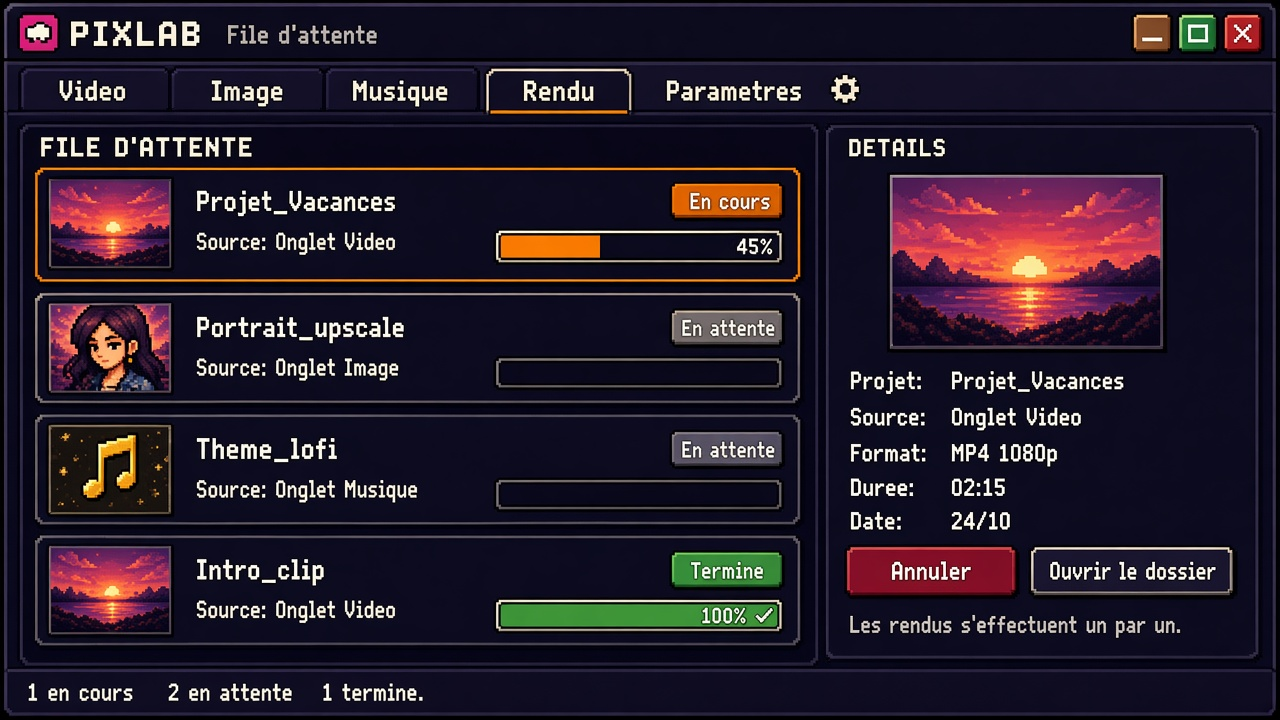 PIXLAB File d'attente
Video Image Musique Rendu Parametres
FILE D'ATTENTE
Projet_Vacances
En cours
Source: Onglet Video
45%
Portrait_upscale
En attente
Source: Onglet Image
Theme_lofi
En attente
Source: Onglet Musique
Intro_clip
Termine
Source: Onglet Video
100%
DETAILS
Projet: Projet_Vacances
Source: Onglet Video
Format: MP4 1080p
Duree: 02:15
Date: 24/10
Annuler
Ouvrir le dossier
Les rendus s'effectuent un par un.
1 en cours 2 en attente 1 termine.